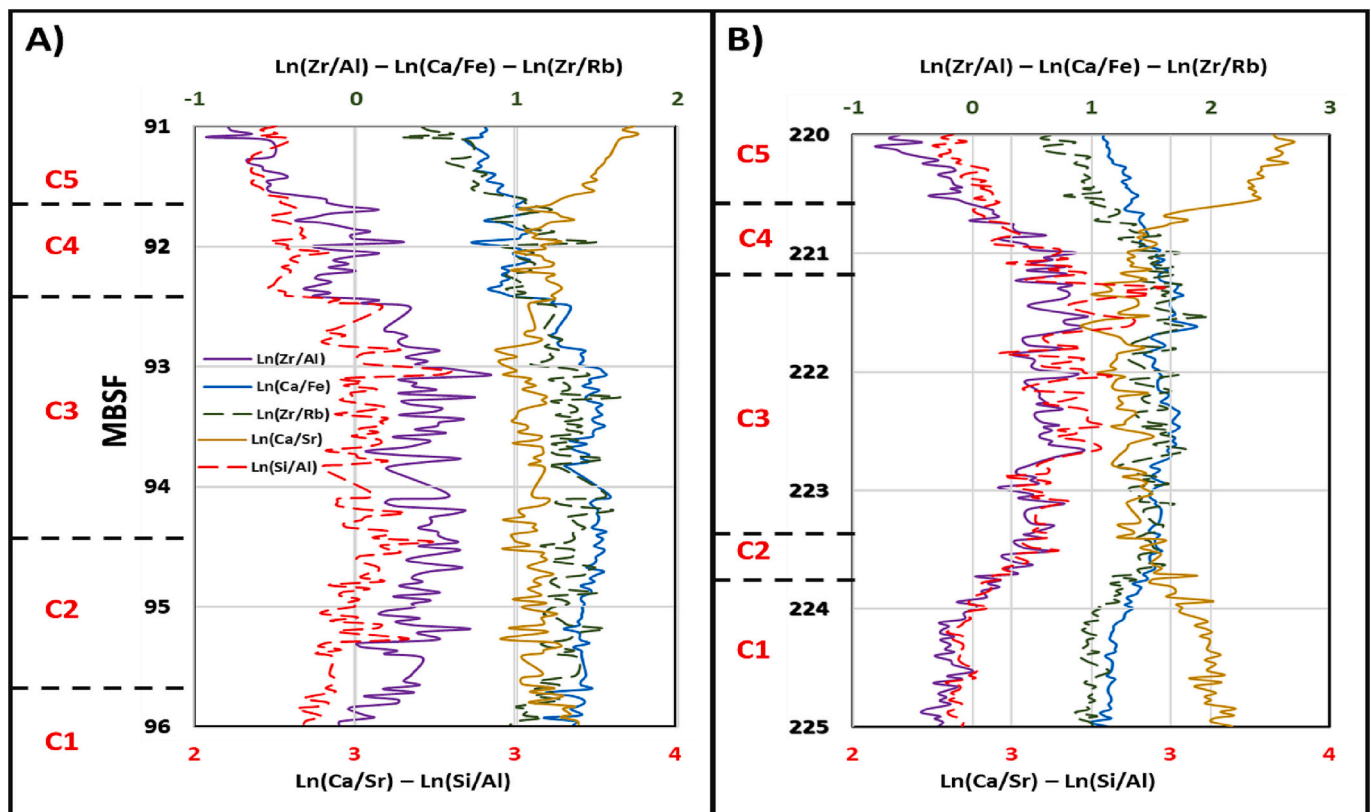 A)
Ln(Zr/Al) – Ln(Ca/Fe) – Ln(Zr/Rb)
-1 0 1 2
91
C5
C4
92
C3
MBSF
93
Ln(Zr/Al)
Ln(Ca/Fe)
Ln(Zr/Rb)
Ln(Ca/Sr)
Ln(Si/Al)
94
C2
95
C1
96
2 3 3 4
Ln(Ca/Sr) – Ln(Si/Al)
B)
Ln(Zr/Al) – Ln(Ca/Fe) – Ln(Zr/Rb)
-1 0 1 2 3
220
C5
C4
221
222
C3
223
C2
224
C1
225
2 3 3 4
Ln(Ca/Sr) – Ln(Si/Al)